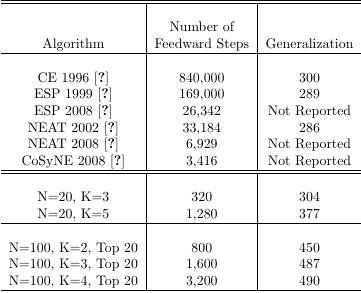 Number of
Algorithm Feedward Steps Generalization
CE 1996 [?] 840,000 300
ESP 1999 [?] 169,000 289
ESP 2008 [?] 26,342 Not Reported
NEAT 2002 [?] 33,184 286
NEAT 2008 [?] 6,929 Not Reported
CoSyNE 2008 [?] 3,416 Not Reported
N=20, K=3 320 304
N=20, K=5 1,280 377
N=100, K=2, Top 20 800 450
N=100, K=3, Top 20 1,600 487
N=100, K=4, Top 20 3,200 490